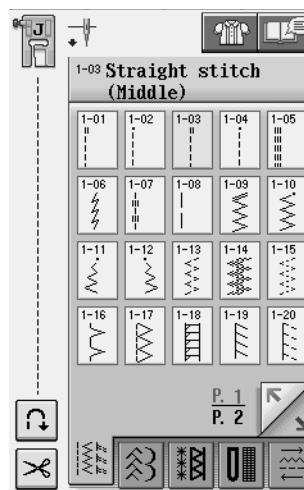 J
1-03 Straight stitch
(Middle)
1-01 1-02 1-03 1-04 1-05
1-06 1-07 1-08 1-09 1-10
1-11 1-12 1-13 1-14 1-15
1-16 1-17 1-18 1-19 1-20
P. 1
P. 2